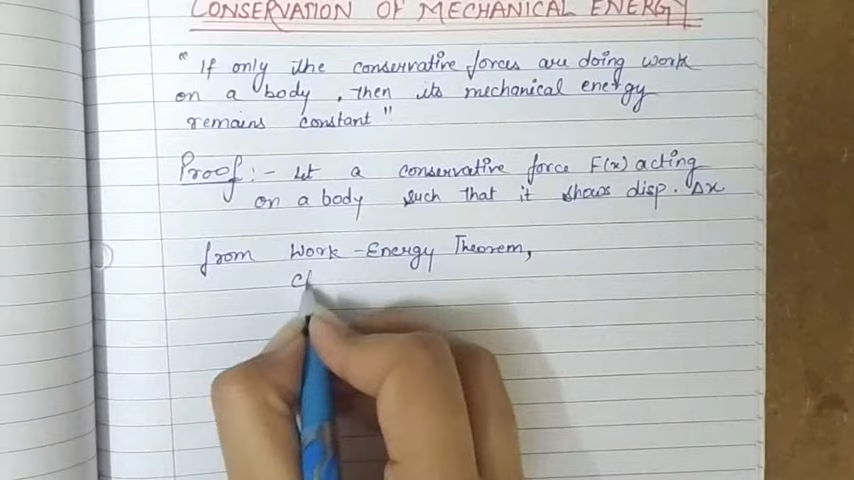 CONSERVATION OF MECHANICAL ENERGY
"If only the conservative forces are doing work
on a body, then its mechanical energy
remains constant"
Proof :- Let a conservative force F(x) acting
on a body such that it shows disp. Δx
from Work-Energy Theorem,